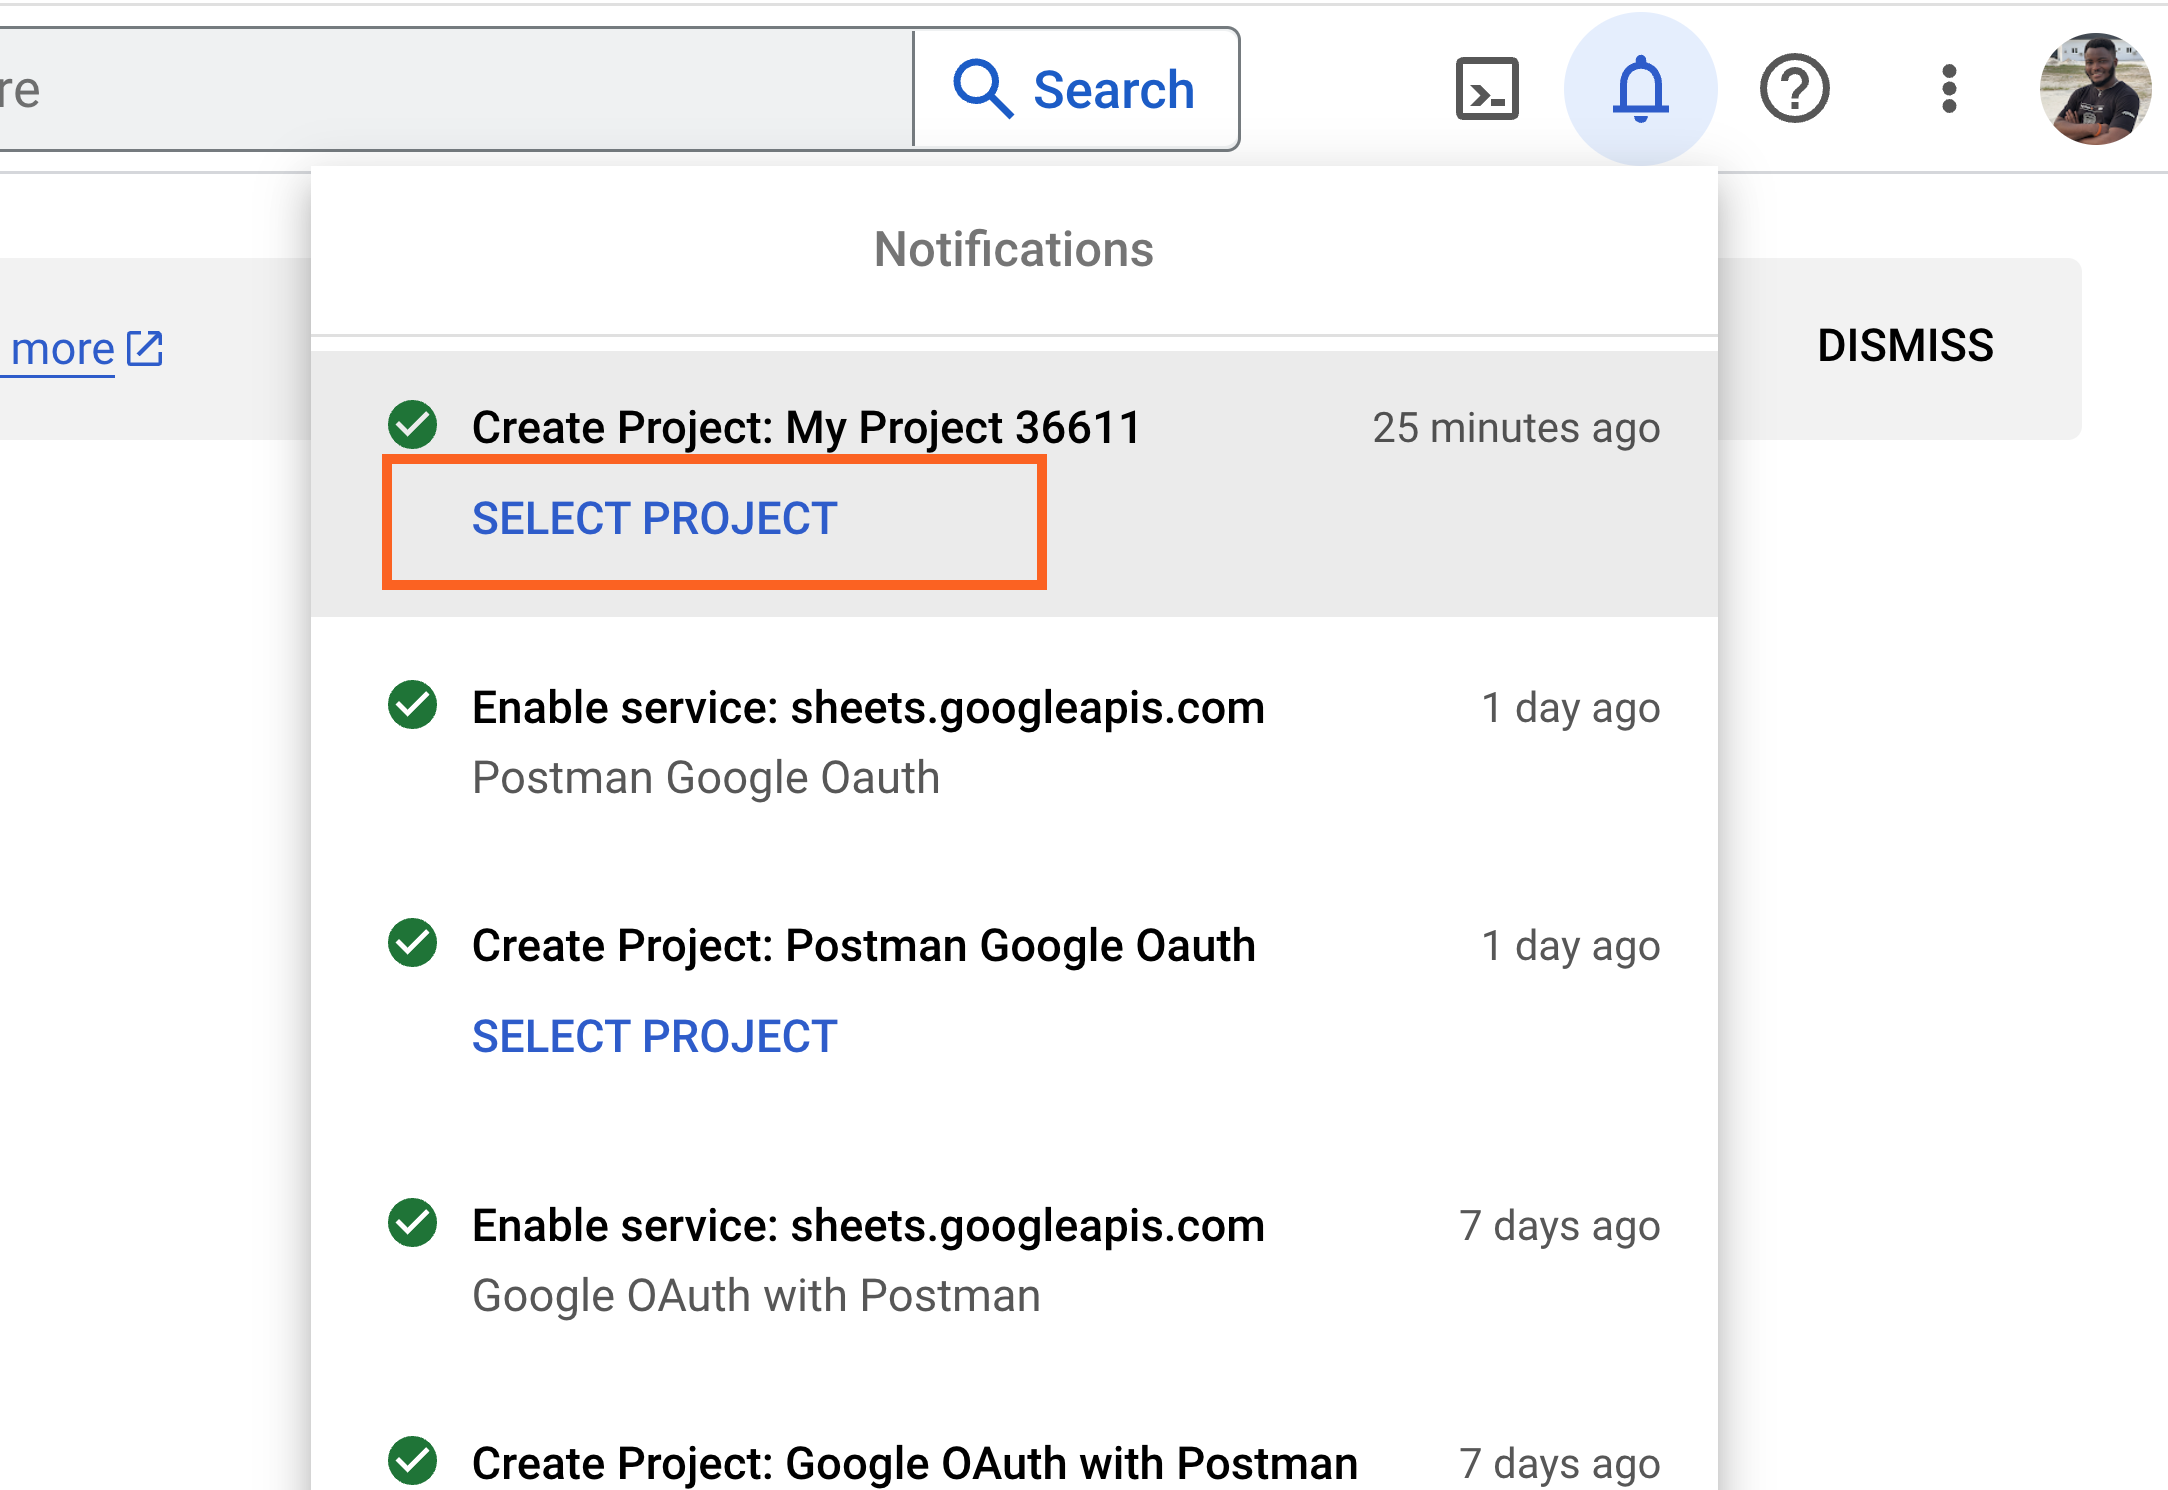 re
Search
Notifications
more
DISMISS
Create Project: My Project 36611
25 minutes ago
SELECT PROJECT
Enable service: sheets.googleapis.com
1 day ago
Postman Google Oauth
Create Project: Postman Google Oauth
1 day ago
SELECT PROJECT
Enable service: sheets.googleapis.com
7 days ago
Google OAuth with Postman
Create Project: Google OAuth with Postman
7 days ago